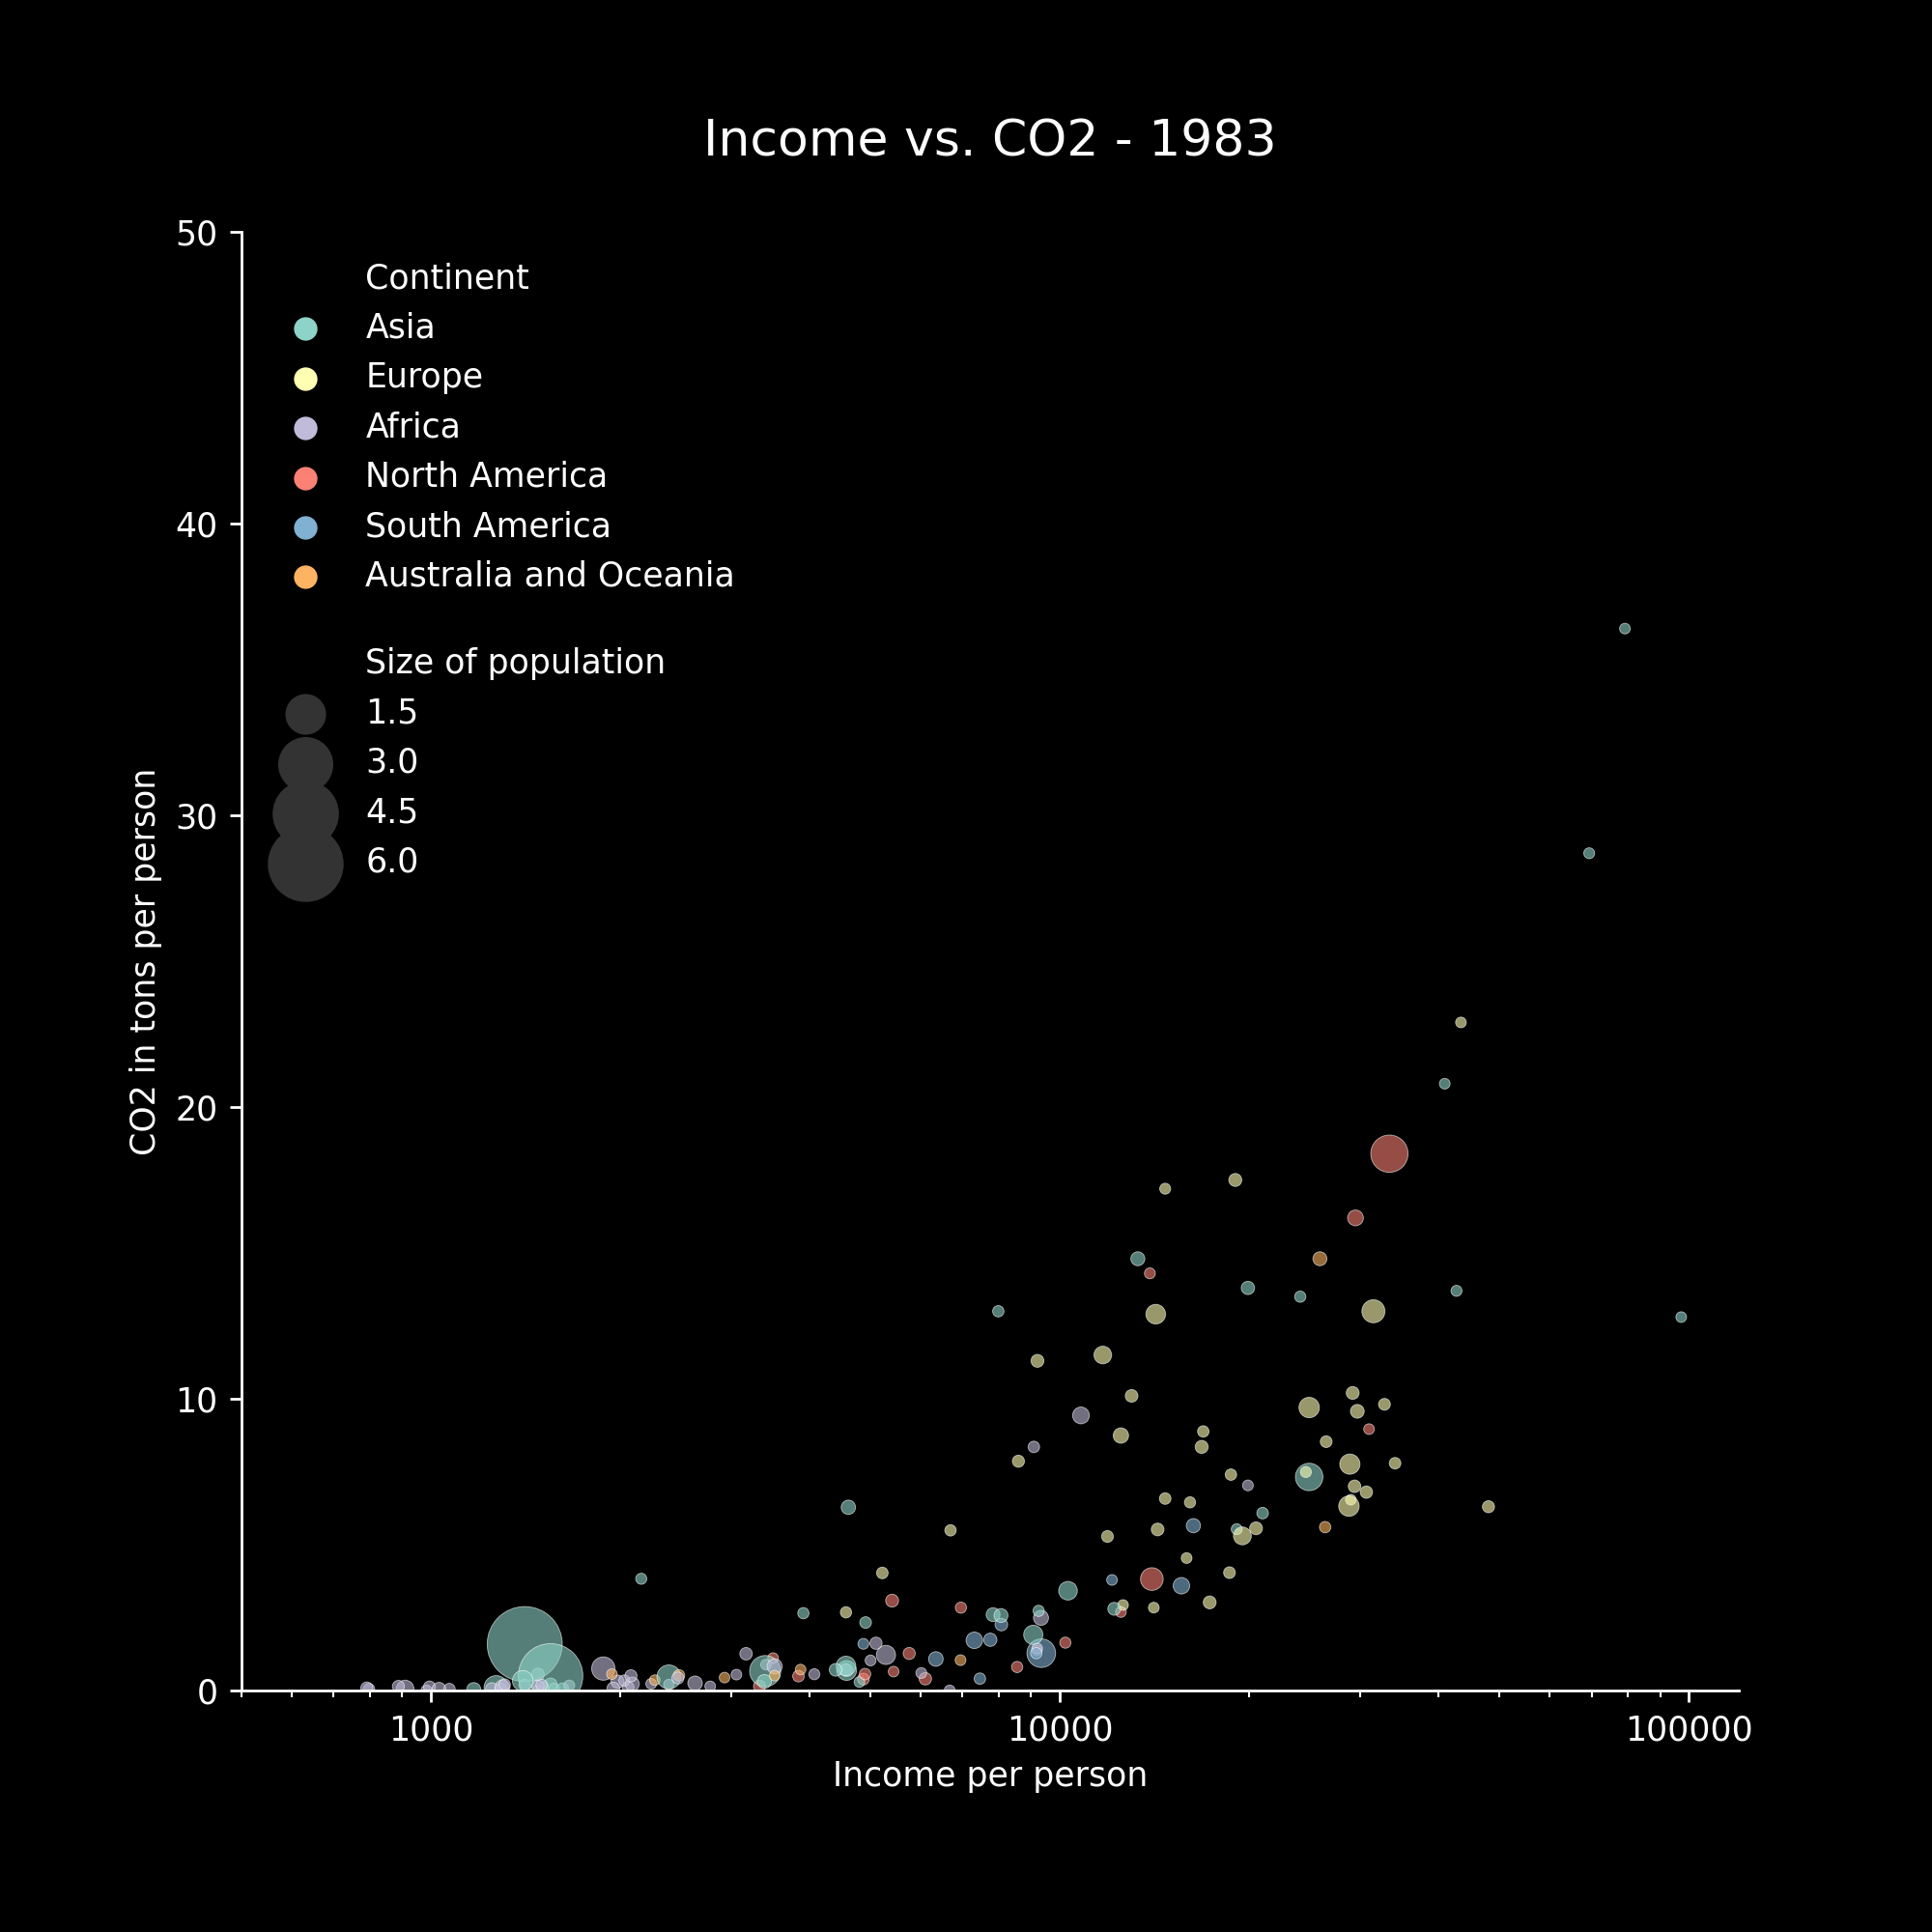 Income vs. CO2 - 1983
50
40
30
20
10
0
CO2 in tons per person
Continent
Asia
Europe
Africa
North America
South America
Australia and Oceania
Size of population
1.5
3.0
4.5
6.0
1000
10000
100000
Income per person